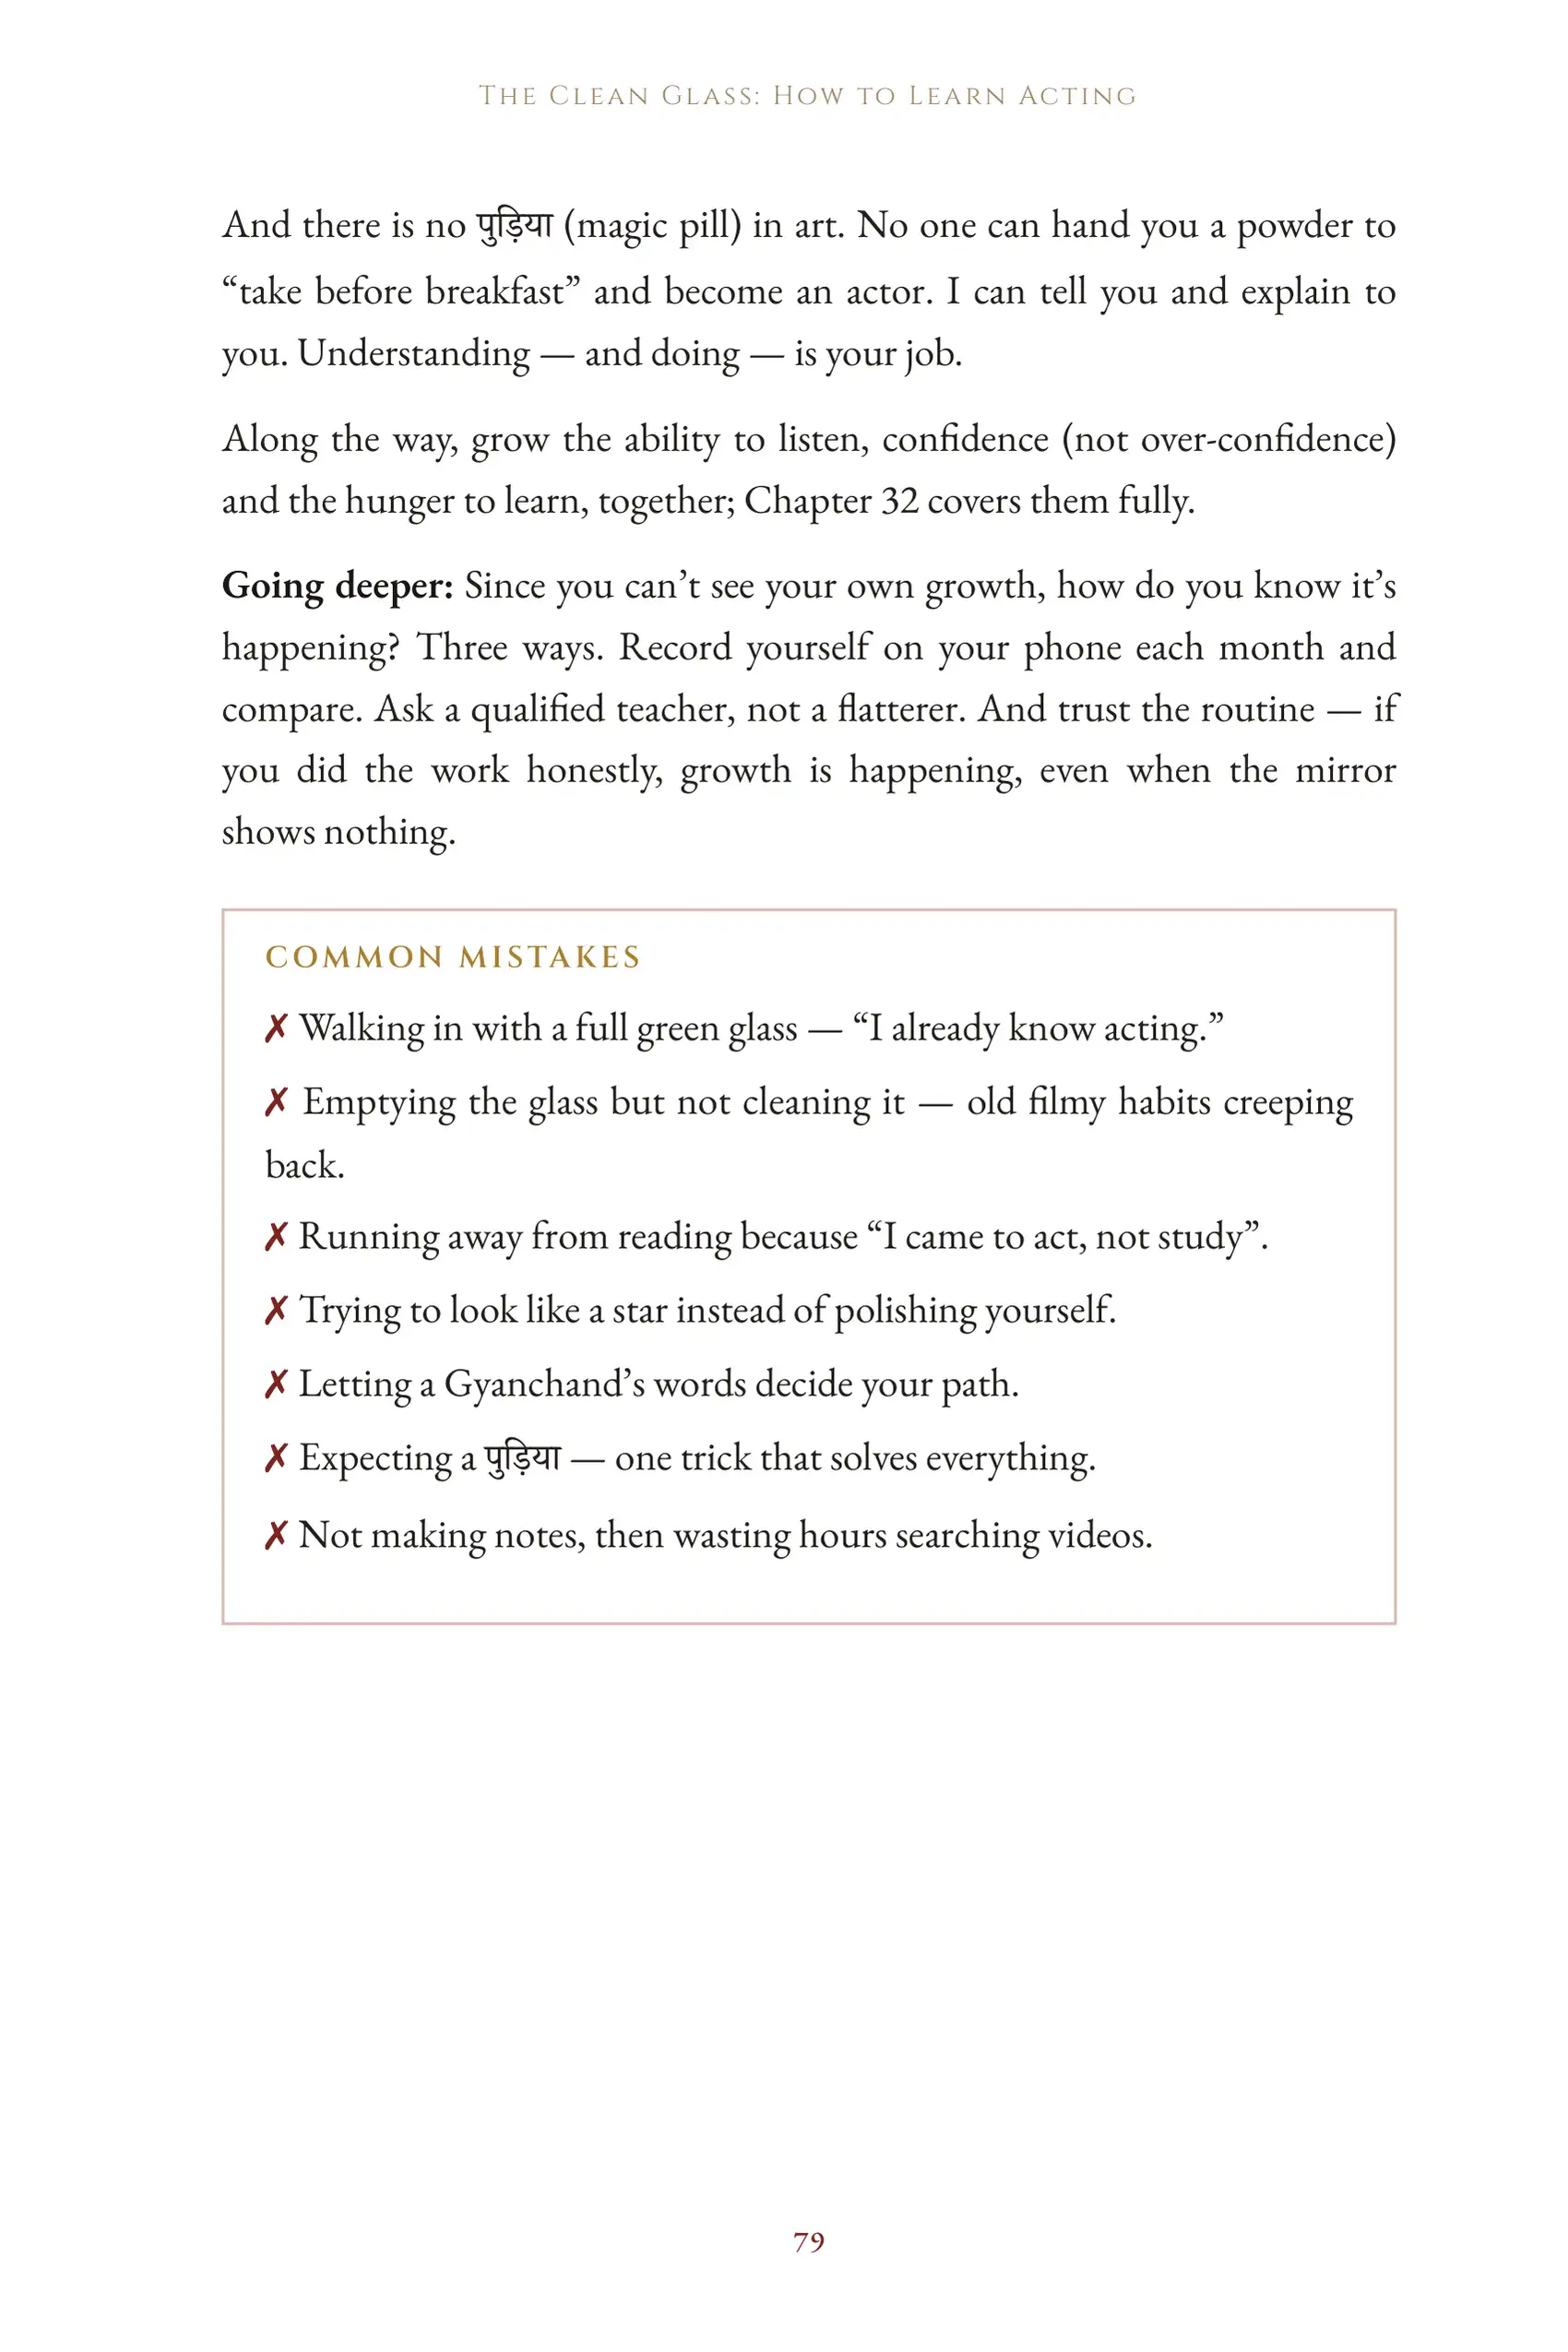 The Clean Glass: How to Learn Acting
And there is no पुड़िया (magic pill) in art. No one can hand you a powder to
“take before breakfast” and become an actor. I can tell you and explain to
you. Understanding — and doing — is your job.
Along the way, grow the ability to listen, confidence (not over-confidence)
and the hunger to learn, together; Chapter 32 covers them fully.
Going deeper: Since you can’t see your own growth, how do you know it’s
happening? Three ways. Record yourself on your phone each month and
compare. Ask a qualified teacher, not a flatterer. And trust the routine — if
you did the work honestly, growth is happening, even when the mirror
shows nothing.
COMMON MISTAKES
✗ Walking in with a full green glass — “I already know acting.”
✗ Emptying the glass but not cleaning it — old filmy habits creeping
back.
✗ Running away from reading because “I came to act, not study”.
✗ Trying to look like a star instead of polishing yourself.
✗ Letting a Gyanchand’s words decide your path.
✗ Expecting a पुड़िया — one trick that solves everything.
✗ Not making notes, then wasting hours searching videos.
79